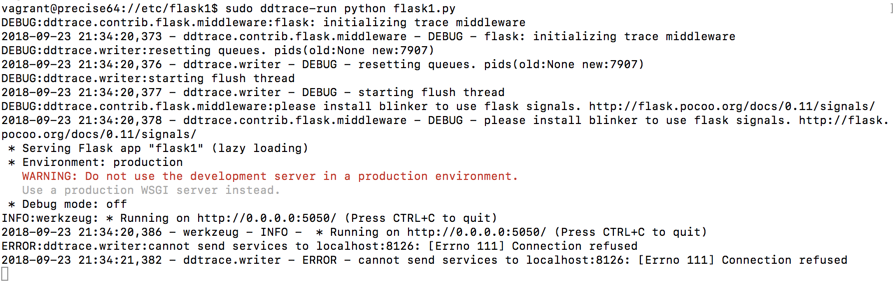 vagrant@precise64://etc/flask1$ sudo ddtrace-run python flask1.py
DEBUG:ddtrace.contrib.flask.middleware:flask: initializing trace middleware
2018-09-23 21:34:20,373 - ddtrace.contrib.flask.middleware - DEBUG - flask: initializing trace middleware
DEBUG:ddtrace.writer:resetting queues. pids(old:None new:7907)
2018-09-23 21:34:20,376 - ddtrace.writer - DEBUG - resetting queues. pids(old:None new:7907)
DEBUG:ddtrace.writer:starting flush thread
2018-09-23 21:34:20,377 - ddtrace.writer - DEBUG - starting flush thread
DEBUG:ddtrace.contrib.flask.middleware:please install blinker to use flask signals. http://flask.pocoo.org/docs/0.11/signals/
2018-09-23 21:34:20,378 - ddtrace.contrib.flask.middleware - DEBUG - please install blinker to use flask signals. http://flask.
pocoo.org/docs/0.11/signals/
 * Serving Flask app "flask1" (lazy loading)
 * Environment: production
   WARNING: Do not use the development server in a production environment.
   Use a production WSGI server instead.
 * Debug mode: off
INFO:werkzeug: * Running on http://0.0.0.0:5050/ (Press CTRL+C to quit)
2018-09-23 21:34:20,386 - werkzeug - INFO -  * Running on http://0.0.0.0:5050/ (Press CTRL+C to quit)
ERROR:ddtrace.writer:cannot send services to localhost:8126: [Errno 111] Connection refused
2018-09-23 21:34:21,382 - ddtrace.writer - ERROR - cannot send services to localhost:8126: [Errno 111] Connection refused